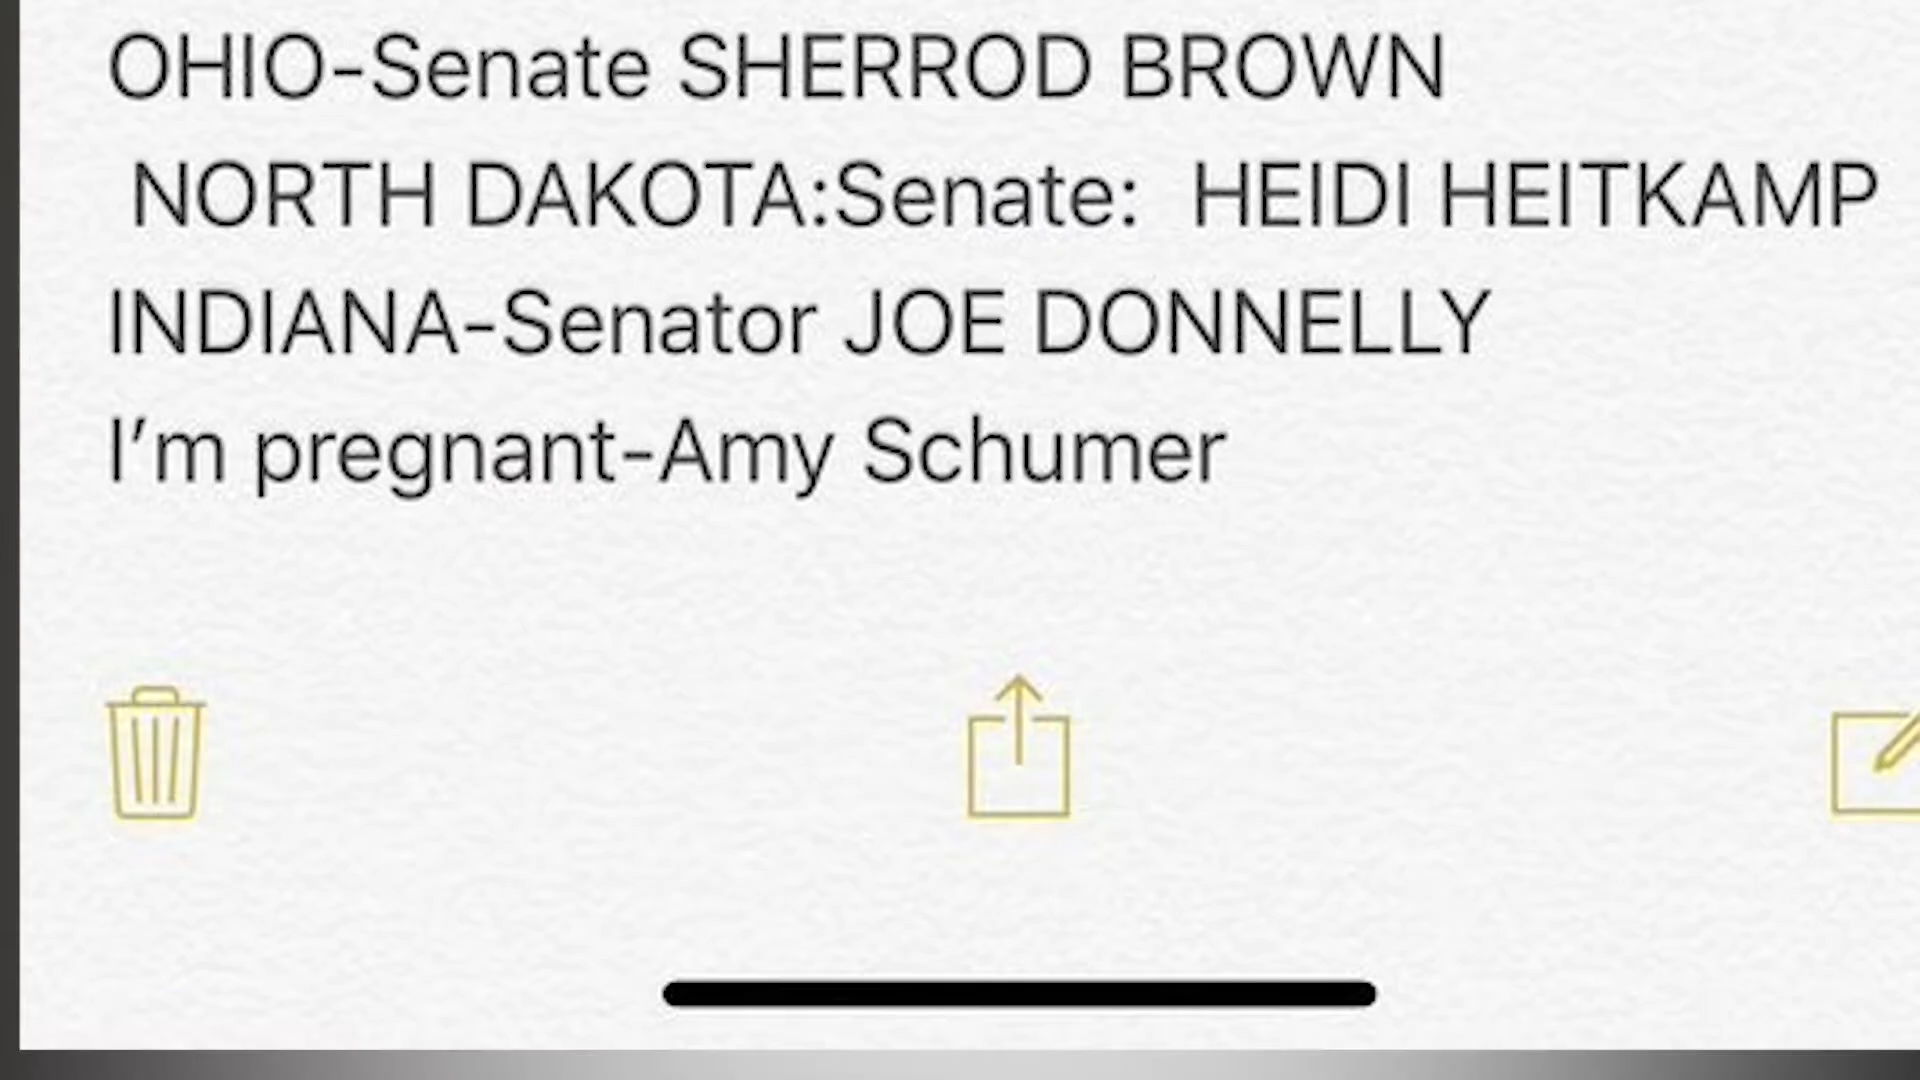 OHIO-Senate SHERROD BROWN
NORTH DAKOTA:Senate:  HEIDI HEITKAMP
INDIANA-Senator JOE DONNELLY
I’m pregnant-Amy Schumer